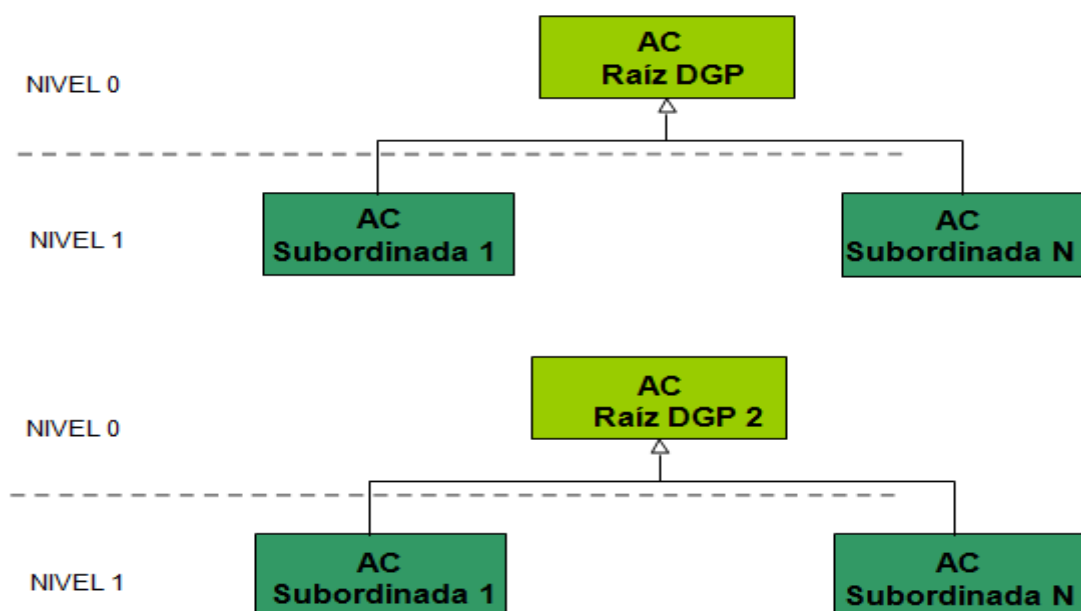 NIVEL 0
AC
Raíz DGP
NIVEL 1
AC
Subordinada 1
AC
Subordinada N
NIVEL 0
AC
Raíz DGP 2
NIVEL 1
AC
Subordinada 1
AC
Subordinada N